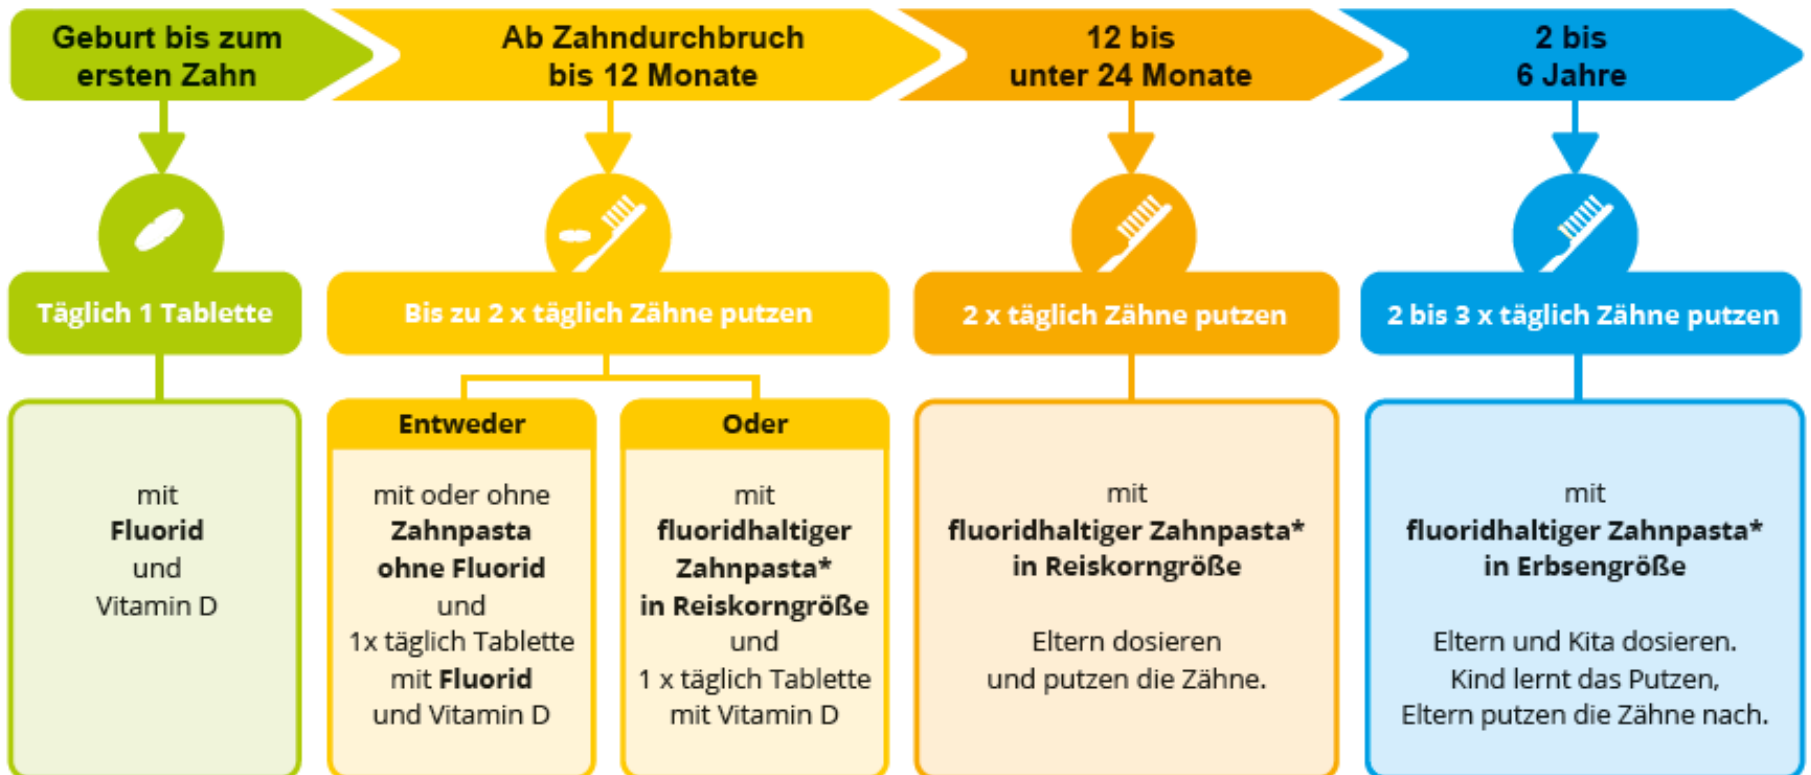 Geburt bis zum
ersten Zahn
Ab Zahndurchbruch
bis 12 Monate
12 bis
unter 24 Monate
2 bis
6 Jahre
Täglich 1 Tablette
Bis zu 2 x täglich Zähne putzen
2 x täglich Zähne putzen
2 bis 3 x täglich Zähne putzen
mit
Fluorid
und
Vitamin D
Entweder
mit oder ohne
Zahnpasta
ohne Fluorid
und
1x täglich Tablette
mit Fluorid
und Vitamin D
Oder
mit
fluoridhaltiger
Zahnpasta*
in Reiskorngröße
und
1 x täglich Tablette
mit Vitamin D
mit
fluoridhaltiger Zahnpasta*
in Reiskorngröße
Eltern dosieren
und putzen die Zähne.
mit
fluoridhaltiger Zahnpasta*
in Erbsengröße
Eltern und Kita dosieren.
Kind lernt das Putzen,
Eltern putzen die Zähne nach.